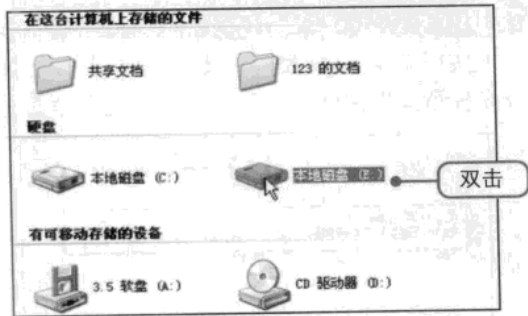 在这台计算机上存储的文件
共享文档
123 的文档
硬盘
本地磁盘 (C:)
本地磁盘 (E:)
双击
有可移动存储的设备
3.5 软盘 (A:)
CD 驱动器 (D:)